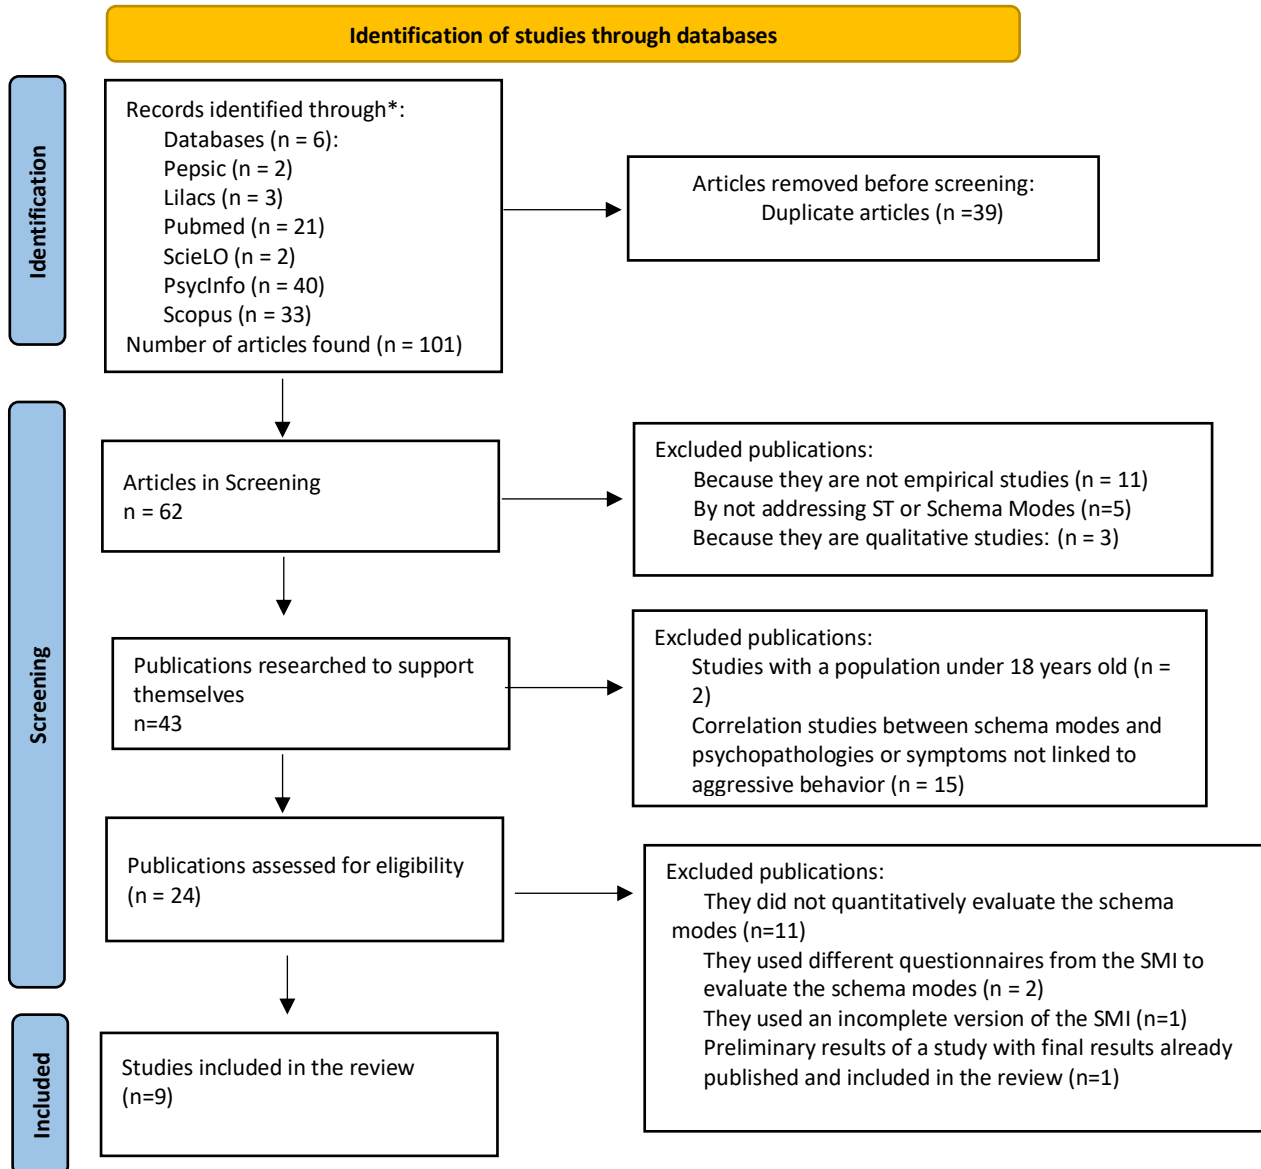 Identification of studies through databases
Identification
Records identified through*:
Databases (n = 6):
Pepsic (n = 2)
Lilacs (n = 3)
Pubmed (n = 21)
ScieLO (n = 2)
PsycInfo (n = 40)
Scopus (n = 33)
Number of articles found (n = 101)
Articles removed before screening:
Duplicate articles (n =39)
Screening
Articles in Screening
n = 62
Excluded publications:
Because they are not empirical studies (n = 11)
By not addressing ST or Schema Modes (n=5)
Because they are qualitative studies: (n = 3)
Publications researched to support
themselves
n=43
Excluded publications:
Studies with a population under 18 years old (n =
2)
Correlation studies between schema modes and
psychopathologies or symptoms not linked to
aggressive behavior (n = 15)
Publications assessed for eligibility
(n = 24)
Excluded publications:
They did not quantitatively evaluate the schema
modes (n=11)
They used different questionnaires from the SMI to
evaluate the schema modes (n = 2)
They used an incomplete version of the SMI (n=1)
Preliminary results of a study with final results already
published and included in the review (n=1)
Included
Studies included in the review
(n=9)